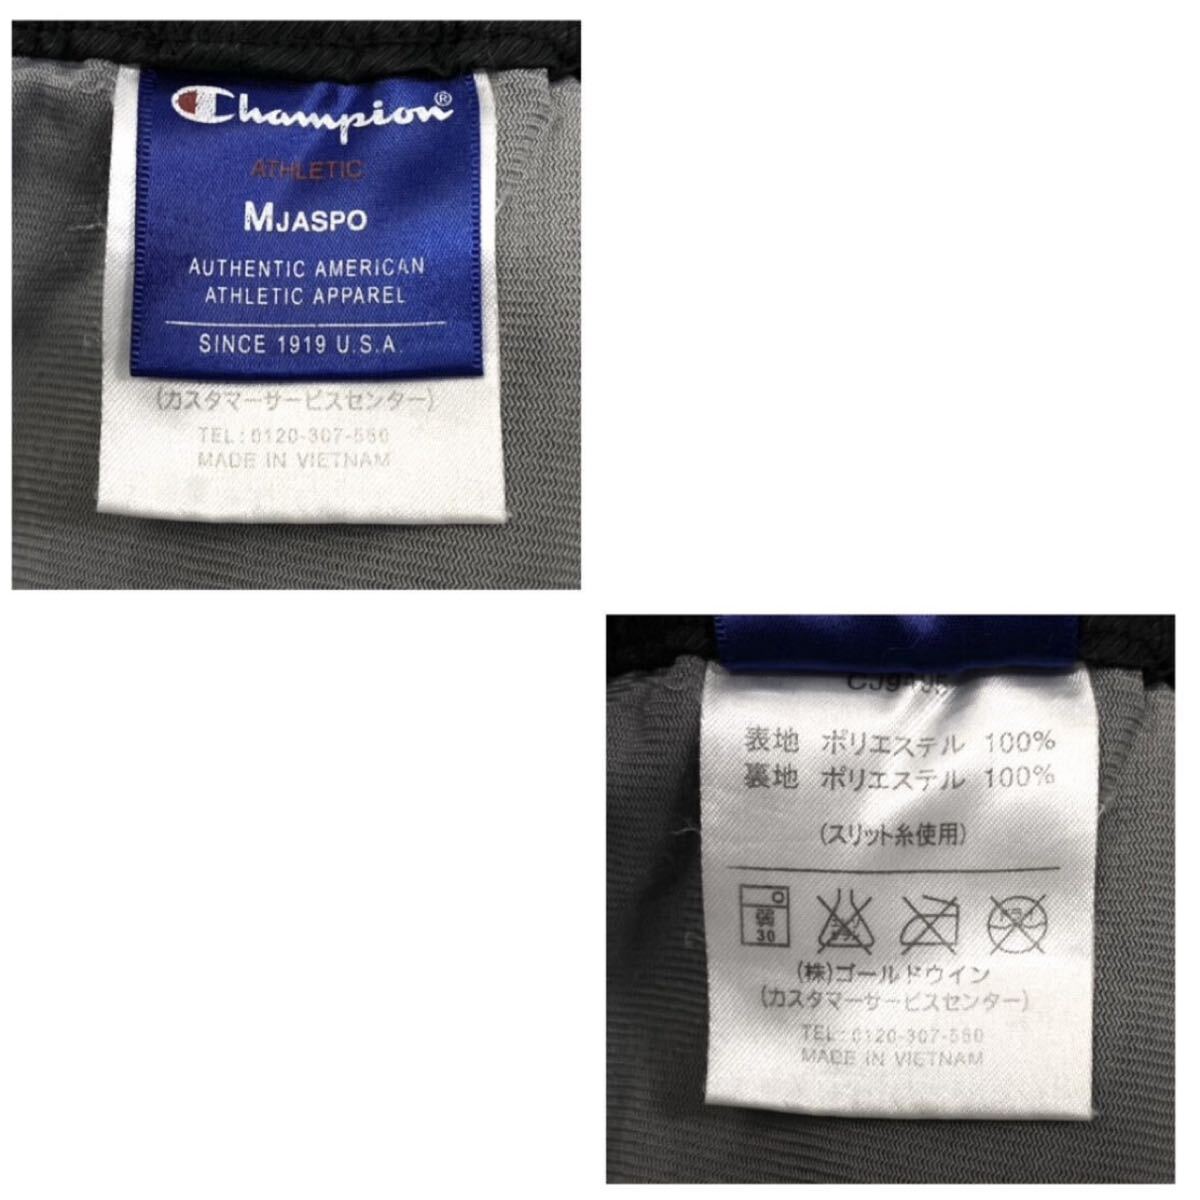 Champion®
ATHLETIC
MJASPO
AUTHENTIC AMERICAN
ATHLETIC APPAREL
SINCE 1919 U.S.A.
(カスタマーサービスセンター)
TEL:0120-307-560
MADE IN VIETNAM
表地 ポリエステル 100%
裏地 ポリエステル 100%
(スリット糸使用)
弱
30
ドライ
(株)ゴールドウイン
(カスタマーサービスセンター)
TEL:0120-307-560
MADE IN VIETNAM